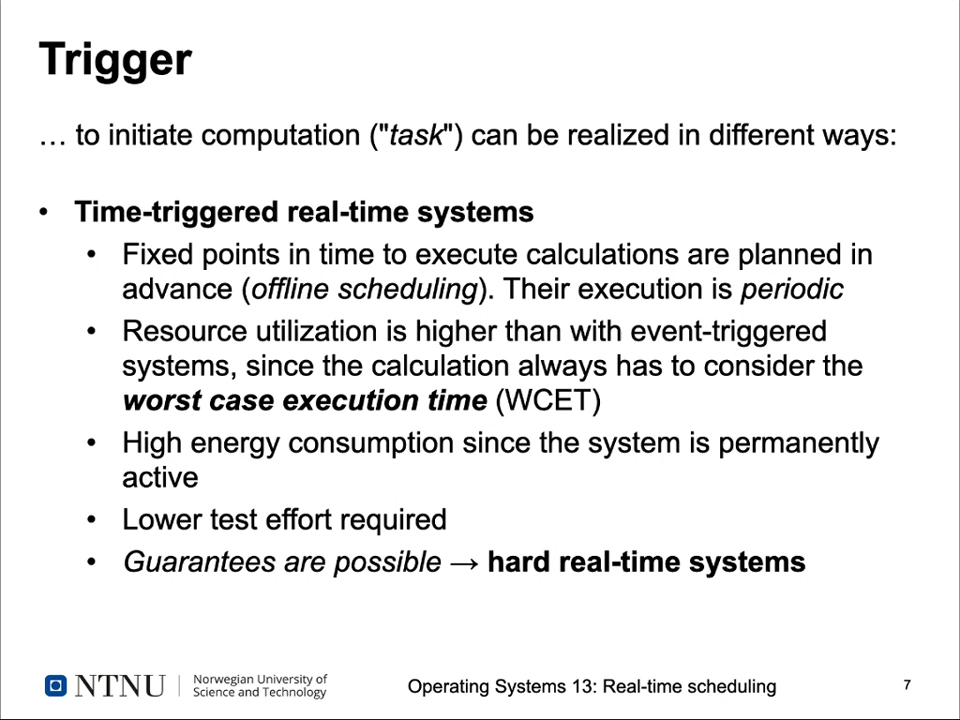 Trigger
… to initiate computation ("task") can be realized in different ways:
• Time-triggered real-time systems
• Fixed points in time to execute calculations are planned in
advance (offline scheduling). Their execution is periodic
• Resource utilization is higher than with event-triggered
systems, since the calculation always has to consider the
worst case execution time (WCET)
• High energy consumption since the system is permanently
active
• Lower test effort required
• Guarantees are possible → hard real-time systems
NTNU
Norwegian University of
Science and Technology
Operating Systems 13: Real-time scheduling
7